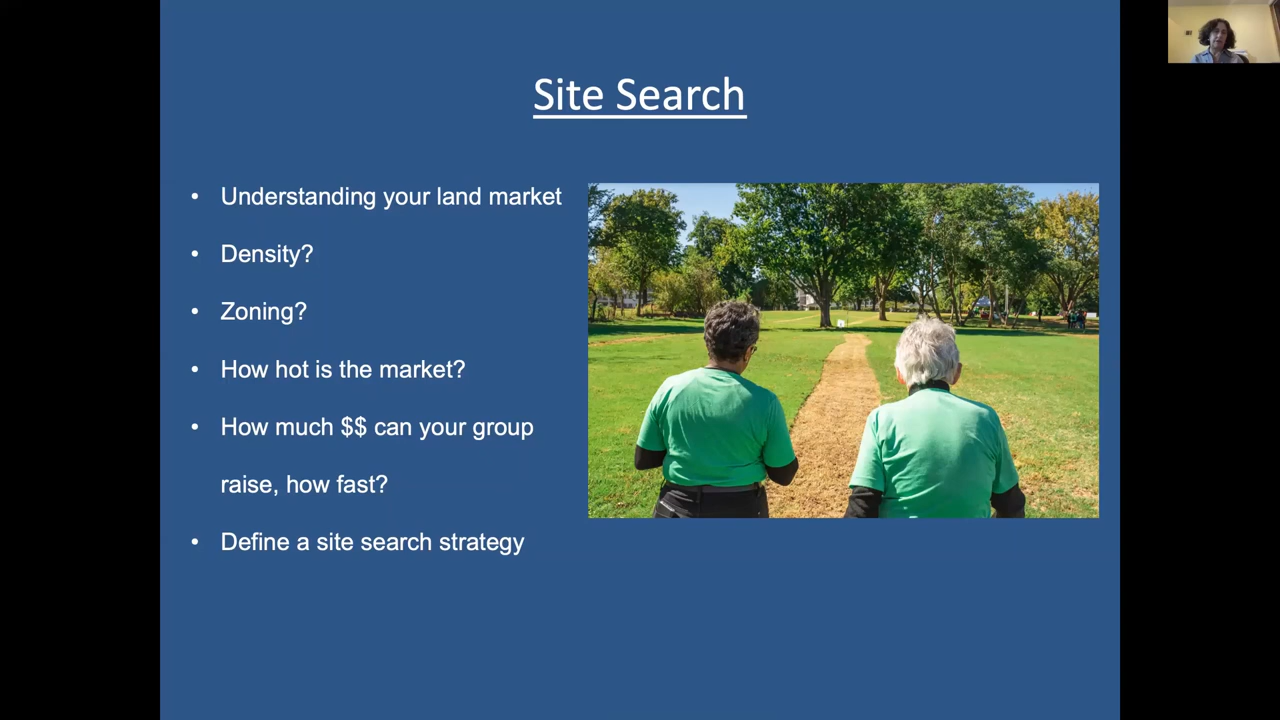 Site Search
• Understanding your land market
• Density?
• Zoning?
• How hot is the market?
• How much $$ can your group
raise, how fast?
• Define a site search strategy